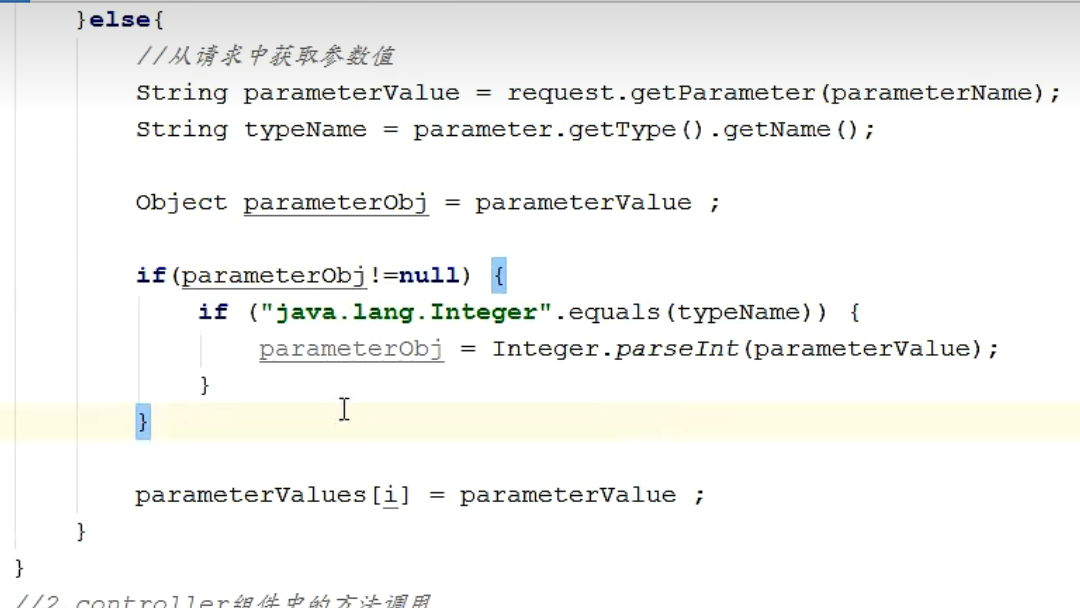 }else{
//从请求中获取参数值
String parameterValue = request.getParameter(parameterName);
String typeName = parameter.getType().getName();
Object parameterObj = parameterValue ;
if(parameterObj!=null) {
if ("java.lang.Integer".equals(typeName)) {
parameterObj = Integer.parseInt(parameterValue);
}
}
parameterValues[i] = parameterValue ;
}
}
//2.controller组件中的方法调用